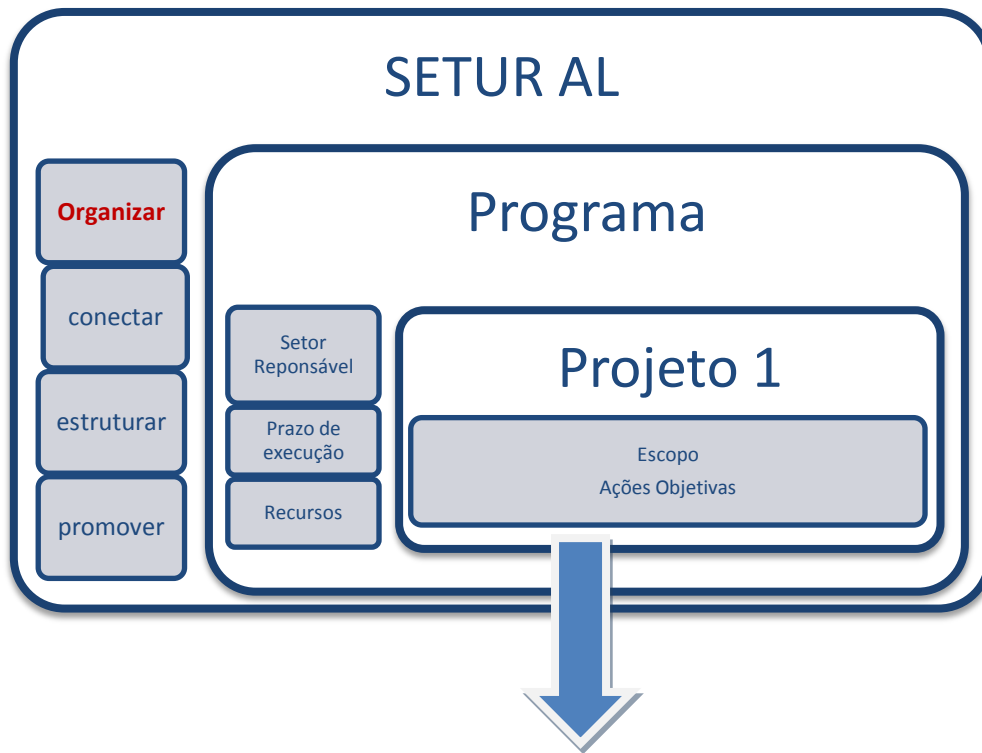 SETUR AL
Organizar
conectar
estruturar
promover
Programa
Setor
Reponsável
Prazo de
execução
Recursos
Projeto 1
Escopo
Ações Objetivas